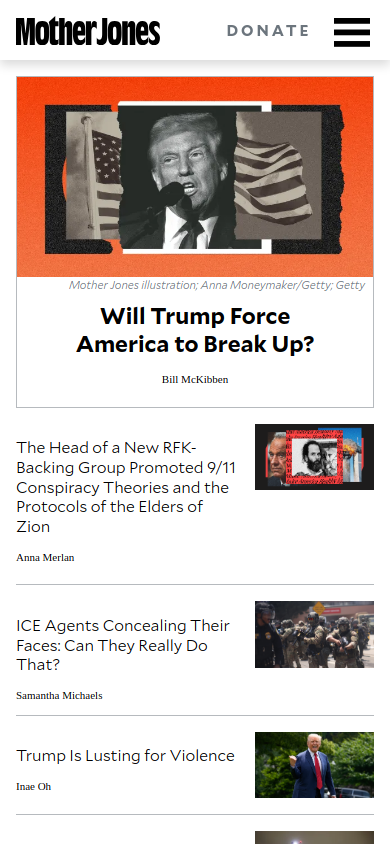 Mother Jones
DONATE
Mother Jones illustration; Anna Moneymaker/Getty; Getty
Will Trump Force
America to Break Up?
Bill McKibben
The Head of a New RFK-
Backing Group Promoted 9/11
Conspiracy Theories and the
Protocols of the Elders of
Zion
Anna Merlan
ICE Agents Concealing Their
Faces: Can They Really Do
That?
Samantha Michaels
Trump Is Lusting for Violence
Inae Oh